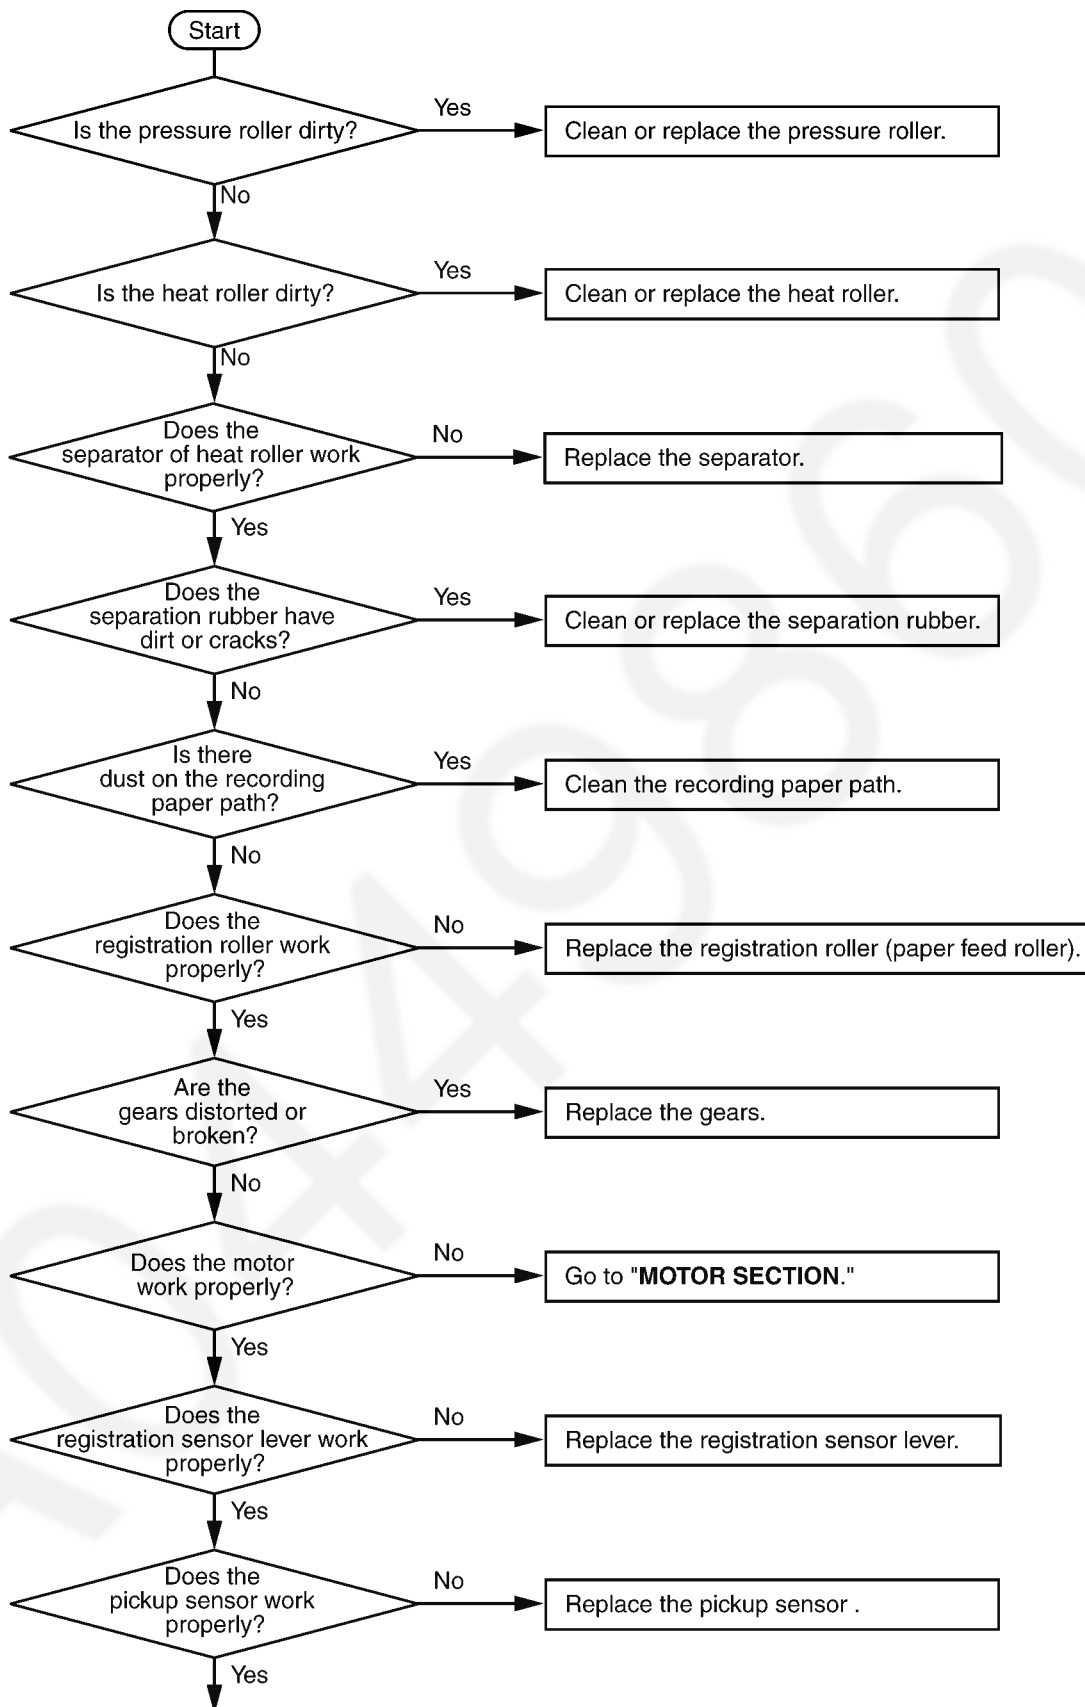 Start
Is the pressure roller dirty?
Yes
Clean or replace the pressure roller.
No
Is the heat roller dirty?
Yes
Clean or replace the heat roller.
No
Does the
separator of heat roller work
properly?
No
Replace the separator.
Yes
Does the
separation rubber have
dirt or cracks?
Yes
Clean or replace the separation rubber.
No
Is there
dust on the recording
paper path?
Yes
Clean the recording paper path.
No
Does the
registration roller work
properly?
No
Replace the registration roller (paper feed roller).
Yes
Are the
gears distorted or
broken?
Yes
Replace the gears.
No
Does the motor
work properly?
No
Go to "MOTOR SECTION."
Yes
Does the
registration sensor lever work
properly?
No
Replace the registration sensor lever.
Yes
Does the
pickup sensor work
properly?
No
Replace the pickup sensor .
Yes